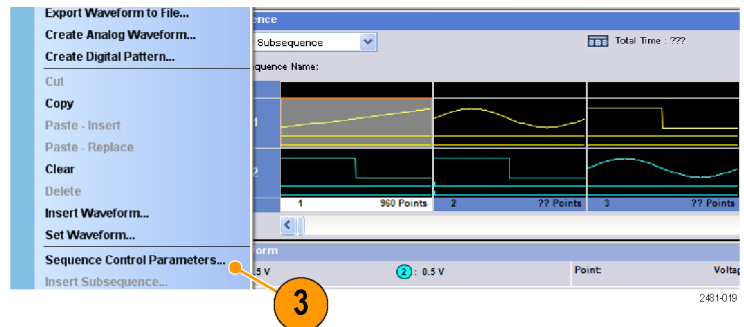 Export Waveform to File...
Create Analog Waveform...
Create Digital Pattern...
Cut
Copy
Paste - Insert
Paste - Replace
Clear
Delete
Insert Waveform...
Set Waveform...
Sequence Control Parameters...
Insert Subsequence...
3
ence
Subsequence
Total Time : ???
quence Name:
1
2
1 960 Points 2 ?? Points 3 ?? Points
orm
.5 V 2 : 0.5 V Point: Voltag
2481-019